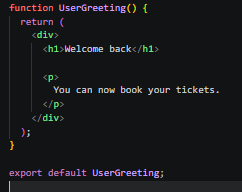 function UserGreeting() {
  return (
    <div>
      <h1>Welcome back</h1>

      <p>
        You can now book your tickets.
      </p>
    </div>
  );
}

export default UserGreeting;